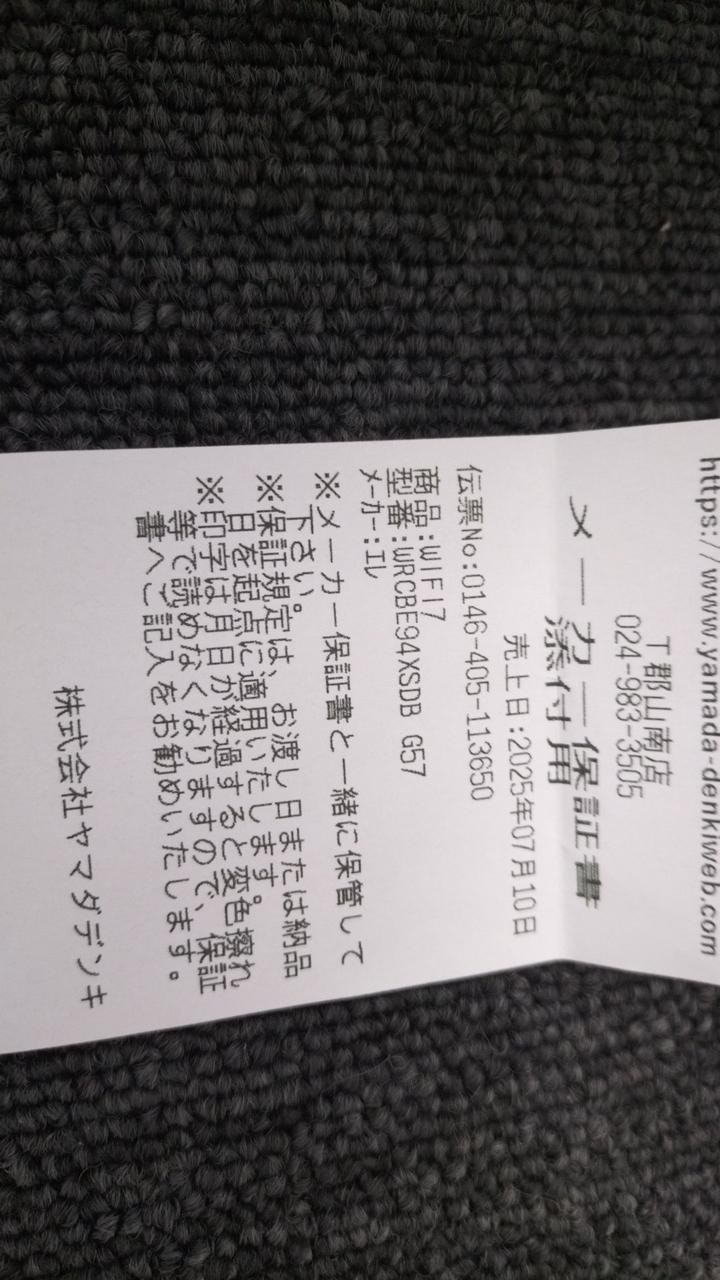 https://www.yamada-denkiweb.com
T郡山南店
024-983-3505
メーカー保証書
添付用
売上日:2025年07月10日
伝票No:0146-405-113650
商品:WIFI7
型番:WRCBE94XSDB G57
メーカー:エレ
※メーカー保証書と一緒に保管して
下さい。
※保証規定は、お渡し日または納品
日を起点に適用いたします。
※印字は月日が経過すると変色擦れ
等で読めなくなりますので、保証
書へご記入をお勧めいたします。
株式会社ヤマダデンキ